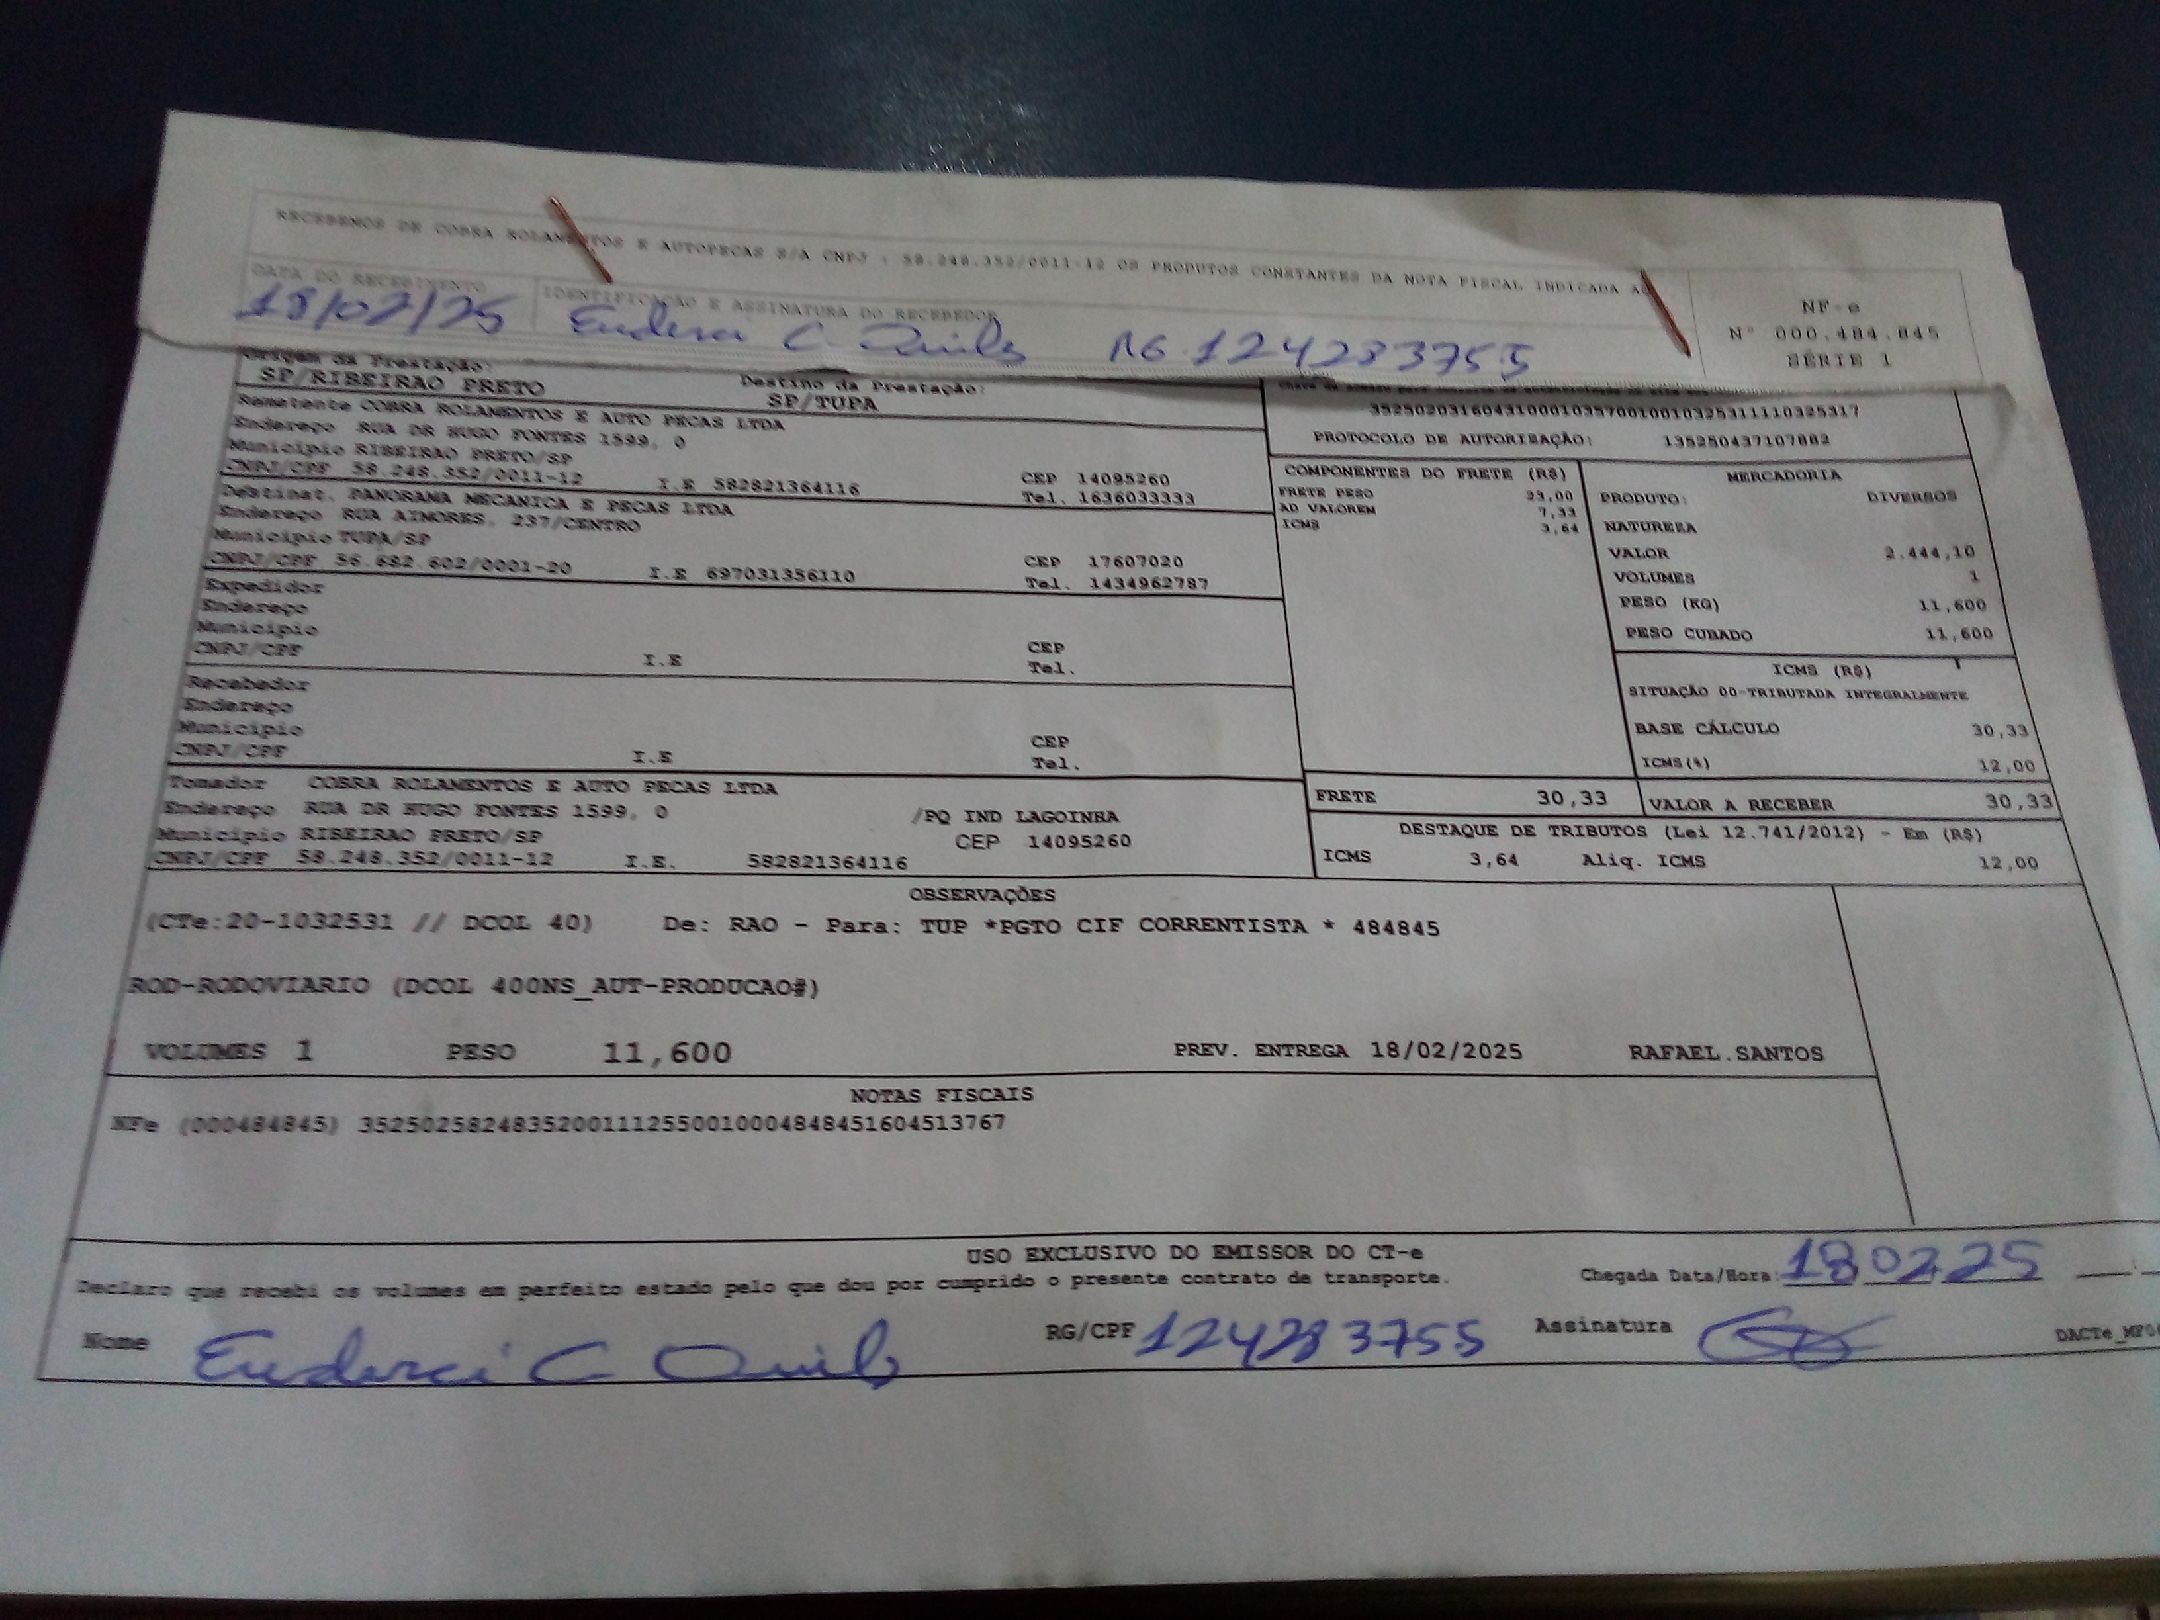 RECEBEMOS DE COBRA ROLAMENTOS E AUTOPECAS S/A CNPJ : 58.248.352/0011-12 OS PRODUTOS CONSTANTES DA NOTA FISCAL INDICADA
DATA DO RECEBIMENTO IDENTIFICAÇÃO E ASSINATURA DO RECEBEDOR
18/02/25 RG 124283755
NF-e
Nº 000.484.845
SÉRIE 1
Origem da Prestação: Destino da Prestação:
SP/RIBEIRAO PRETO SP/TUPA
Remetente COBRA ROLAMENTOS E AUTO PECAS LTDA
Endereço RUA DR HUGO FONTES 1599, 0
Município RIBEIRAO PRETO/SP CEP 14095260
CNPJ/CPF 58.248.352/0011-12 I.E 582821364116 Tel. 1636033333
Destinat. PANORAMA MECANICA E PECAS LTDA
Endereço RUA AIMORES, 237/CENTRO
Município TUPA/SP CEP 17607020
CNPJ/CPF 56.682.602/0001-20 I.E 697031356110 Tel. 1434962787
Expedidor
Endereço
Município CEP
CNPJ/CPF I.E Tel.
Recebedor
Endereço
Município CEP
CNPJ/CPF I.E Tel.
Tomador COBRA ROLAMENTOS E AUTO PECAS LTDA
Endereço RUA DR HUGO FONTES 1599, 0 /PQ IND LAGOINHA
Município RIBEIRAO PRETO/SP CEP 14095260
CNPJ/CPF 58.248.352/0011-12 I.E. 582821364116
35250203160431000103570010010325311110325317
PROTOCOLO DE AUTORIZAÇÃO: 135250437107882
COMPONENTES DO FRETE (R$)
FRETE PESO 23,00
AD VALOREM 7,33
ICMS 3,64
MERCADORIA
PRODUTO: DIVERSOS
NATUREZA
VALOR 2.444,10
VOLUMES 1
PESO (KG) 11,600
PESO CUBADO 11,600
ICMS (R$)
SITUAÇÃO 00-TRIBUTADA INTEGRALMENTE
BASE CÁLCULO 30,33
ICMS(%) 12,00
FRETE 30,33 VALOR A RECEBER 30,33
DESTAQUE DE TRIBUTOS (Lei 12.741/2012) - Em (R$)
ICMS 3,64 Aliq. ICMS 12,00
OBSERVAÇÕES
(CTe:20-1032531 // DCOL 40) De: RAO - Para: TUP *PGTO CIF CORRENTISTA * 484845
ROD-RODOVIARIO (DCOL 400NS_AUT-PRODUCAO#)
VOLUMES 1 PESO 11,600 PREV. ENTREGA 18/02/2025 RAFAEL.SANTOS
NOTAS FISCAIS
NFe (000484845) 35250258248352001112550010004848451604513767
USO EXCLUSIVO DO EMISSOR DO CT-e
Declaro que recebi os volumes em perfeito estado pelo que dou por cumprido o presente contrato de transporte. Chegada Data/Hora: 18 02 25
Nome RG/CPF 124283755 Assinatura